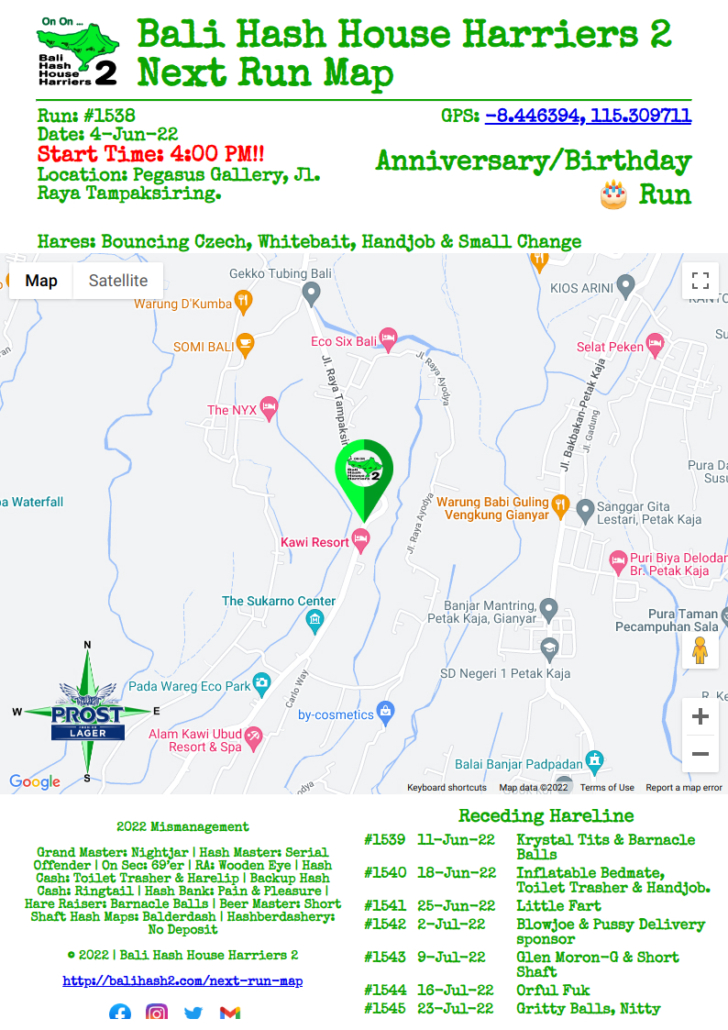 On On ...
Bali
Hash
House
Harriers 2
Bali Hash House Harriers 2
Next Run Map
Run: #1538
Date: 4-Jun-22
Start Time: 4:00 PM!!
Location: Pegasus Gallery, Jl.
Raya Tampaksiring.
GPS: -8.446394, 115.309711
Anniversary/Birthday
🎂 Run
Hares: Bouncing Czech, Whitebait, Handjob & Small Change
Map
Satellite
Gekko Tubing Bali
KIOS ARINI
Warung D'Kumba
SOMI BALI
Eco Six Bali
Selat Peken
Jl. Raya Ayodya
Jl. Raya Tampaksir
Jl. Bakbakan-Petak Kaja
Jl. Gadung
The NYX
Bali
Hash
House
Harriers 2
Pura Da
Susu
a Waterfall
Warung Babi Guling
Vengkung Gianyar
Sanggar Gita
Lestari, Petak Kaja
Jl. Raya Ayodya
Kawi Resort
Puri Biya Delodan
Br. Petak Kaja
The Sukarno Center
Banjar Mantring,
Petak Kaja, Gianyar
Pura Taman
Pecampuhan Sala
SD Negeri 1 Petak Kaja
N
W
E
S
PROST
LAGER
Pada Wareg Eco Park
Carlo Way
by-cosmetics
Alam Kawi Ubud
Resort & Spa
Balai Banjar Padpadan
Google
Keyboard shortcuts
Map data ©2022
Terms of Use
Report a map error
2022 Mismanagement
Grand Master: Nightjar | Hash Master: Serial
Offender | On Sec: 69'er | RA: Wooden Eye | Hash
Cash: Toilet Trasher & Harelip | Backup Hash
Cash: Ringtail | Hash Bank: Pain & Pleasure |
Hare Raiser: Barnacle Balls | Beer Master: Short
Shaft Hash Maps: Balderdash | Hashberdashery:
No Deposit
© 2022 | Bali Hash House Harriers 2
http://balihash2.com/next-run-map
Receding Hareline
#1539 11-Jun-22 Krystal Tits & Barnacle
Balls
#1540 18-Jun-22 Inflatable Bedmate,
Toilet Trasher & Handjob.
#1541 25-Jun-22 Little Fart
#1542 2-Jul-22 Blowjoe & Pussy Delivery
sponsor
#1543 9-Jul-22 Glen Moron-G & Short
Shaft
#1544 16-Jul-22 Orful Fuk
#1545 23-Jul-22 Gritty Balls, Nitty